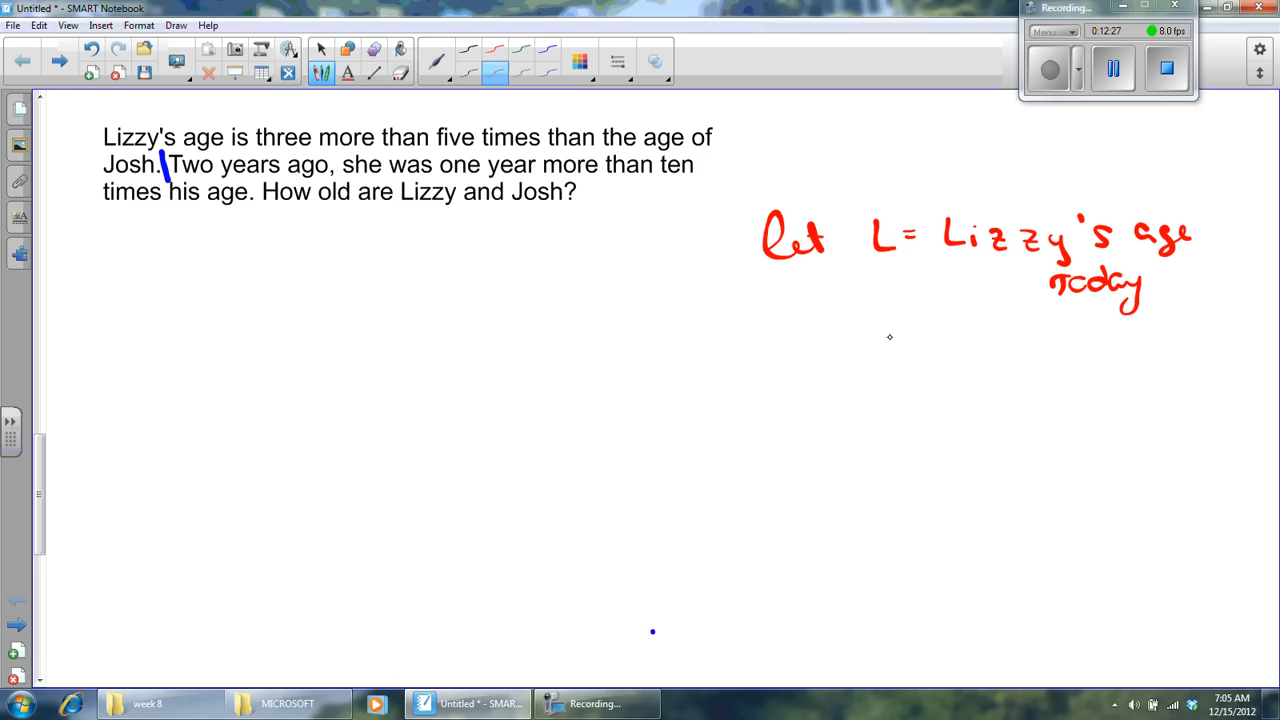 Untitled * - SMART Notebook
Recording...
File Edit View Insert Format Draw Help
Menu 0:12:27 8.0 fps
Lizzy's age is three more than five times than the age of
Josh. Two years ago, she was one year more than ten
times his age. How old are Lizzy and Josh?
let L = Lizzy's age
today
week 8 MICROSOFT Untitled * - SMAR... Recording...
7:05 AM
12/15/2012